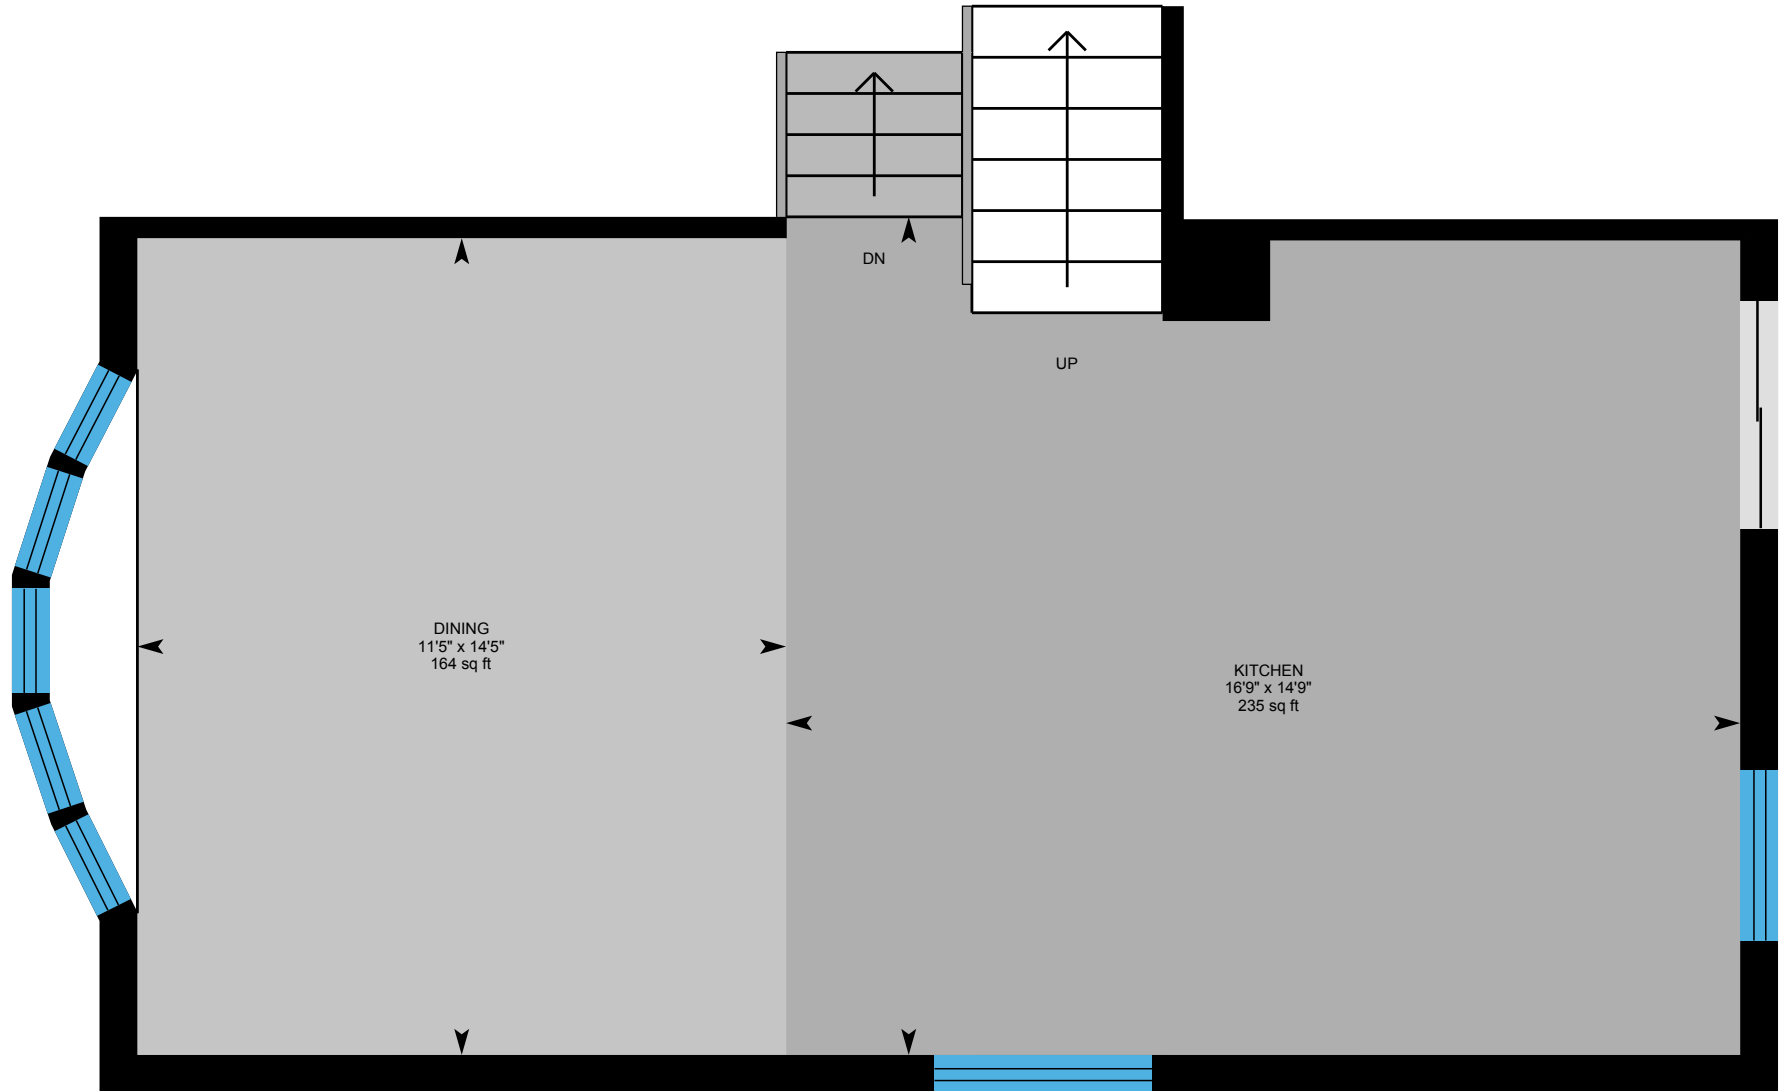 DN
UP
DINING
11'5" x 14'5"
164 sq ft
KITCHEN
16'9" x 14'9"
235 sq ft